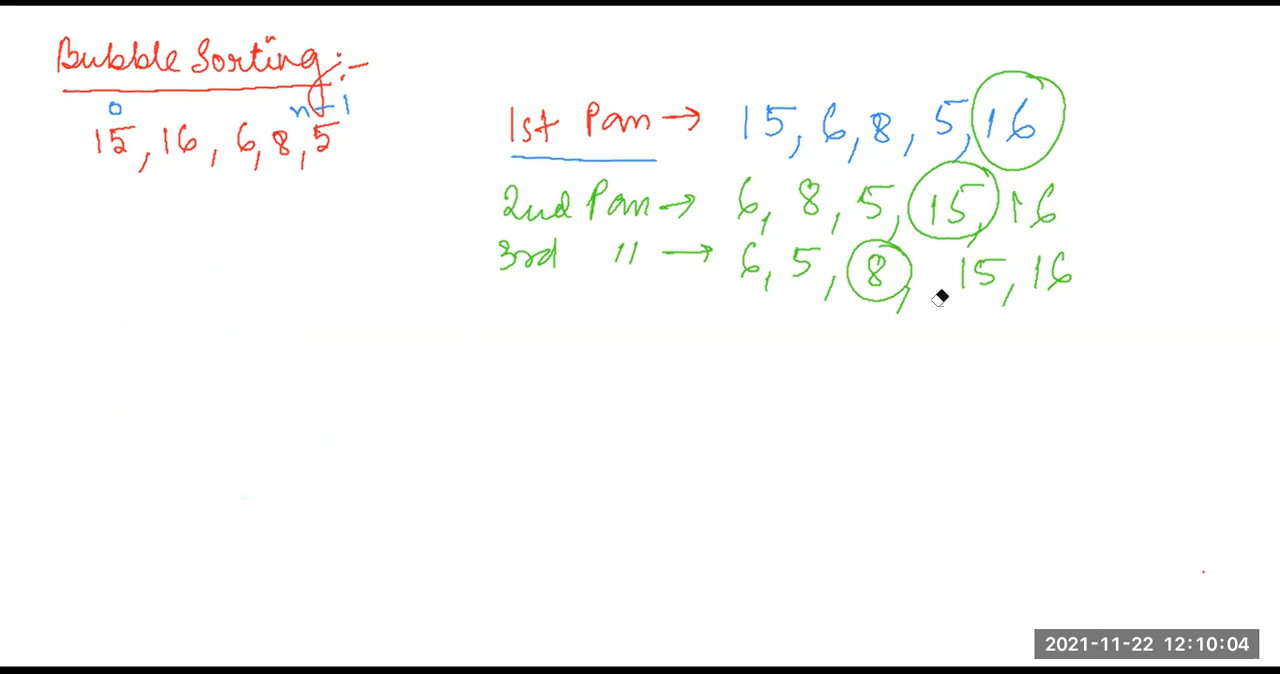 Bubble Sorting :-
0 n-1
15, 16, 6, 8, 5
1st Pass → 15, 6, 8, 5, 16
2nd Pass → 6, 8, 5, 15, 16
3rd " → 6, 5, 8, 15, 16
2021-11-22 12:10:04